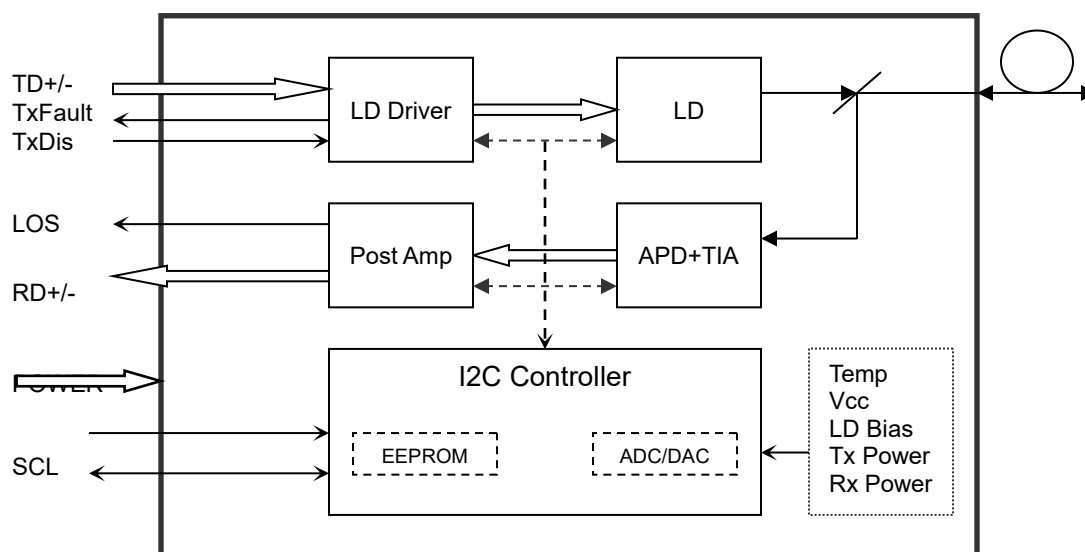 TD+/-
TxFault
TxDis
LD Driver
LD
LOS
RD+/-
Post Amp
APD+TIA
POWER
I2C Controller
Temp
Vcc
LD Bias
Tx Power
Rx Power
EEPROM
ADC/DAC
SCL